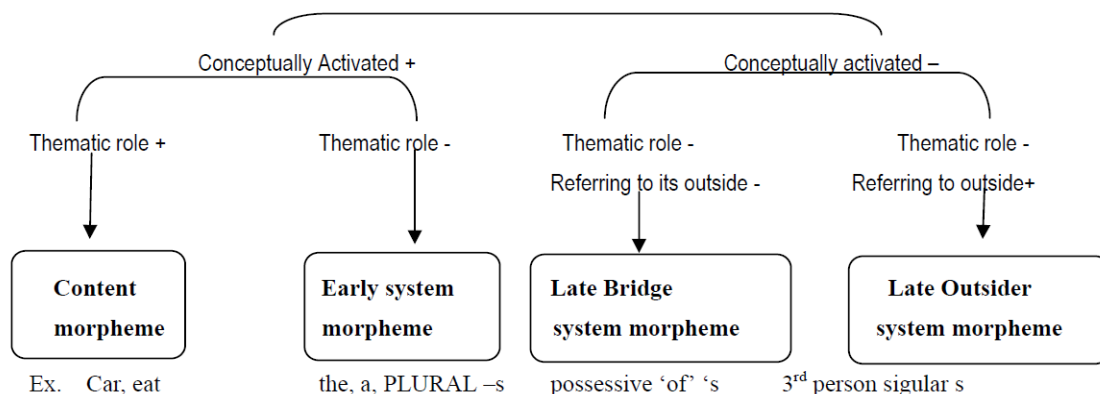 Conceptually Activated + Conceptually activated –
Thematic role + Thematic role - Thematic role - Thematic role -
Referring to its outside - Referring to outside+
Content Early system Late Bridge Late Outsider
morpheme morpheme system morpheme system morpheme
Ex. Car, eat the, a, PLURAL –s possessive ‘of’ ‘s 3rd person sigular s